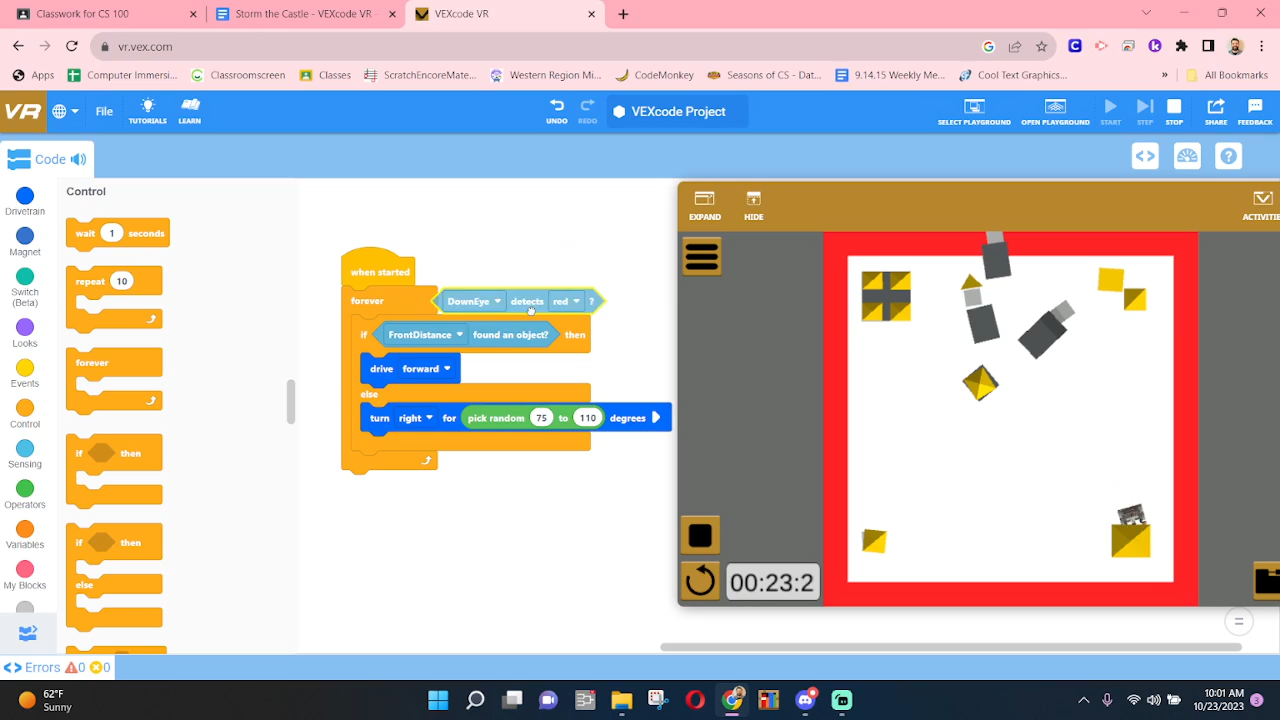 Classwork for CS 100
Storm the Castle - VEXcode VR
VEXcode VR
vr.vex.com
Apps
Computer Immersi...
Classroomscreen
Classes
ScratchEncoreMate...
Western Region Mi...
CodeMonkey
Seasons of CS - Dat...
9.14.15 Weekly Me...
Cool Text Graphics...
»
All Bookmarks
VR
File
TUTORIALS
LEARN
UNDO
REDO
VEXcode Project
SELECT PLAYGROUND
OPEN PLAYGROUND
START
STEP
STOP
SHARE
FEEDBACK
Code
Drivetrain
Magnet
Switch
(Beta)
Looks
Events
Control
Sensing
Operators
Variables
My Blocks
Control
wait 1 seconds
repeat 10
forever
if then
if then
else
when started
forever
DownEye detects red ?
if FrontDistance found an object? then
drive forward
else
turn right for pick random 75 to 110 degrees
EXPAND
HIDE
ACTIVITIE
00:23:2
<> Errors 0 0
62°F
Sunny
10:01 AM
10/23/2023
3